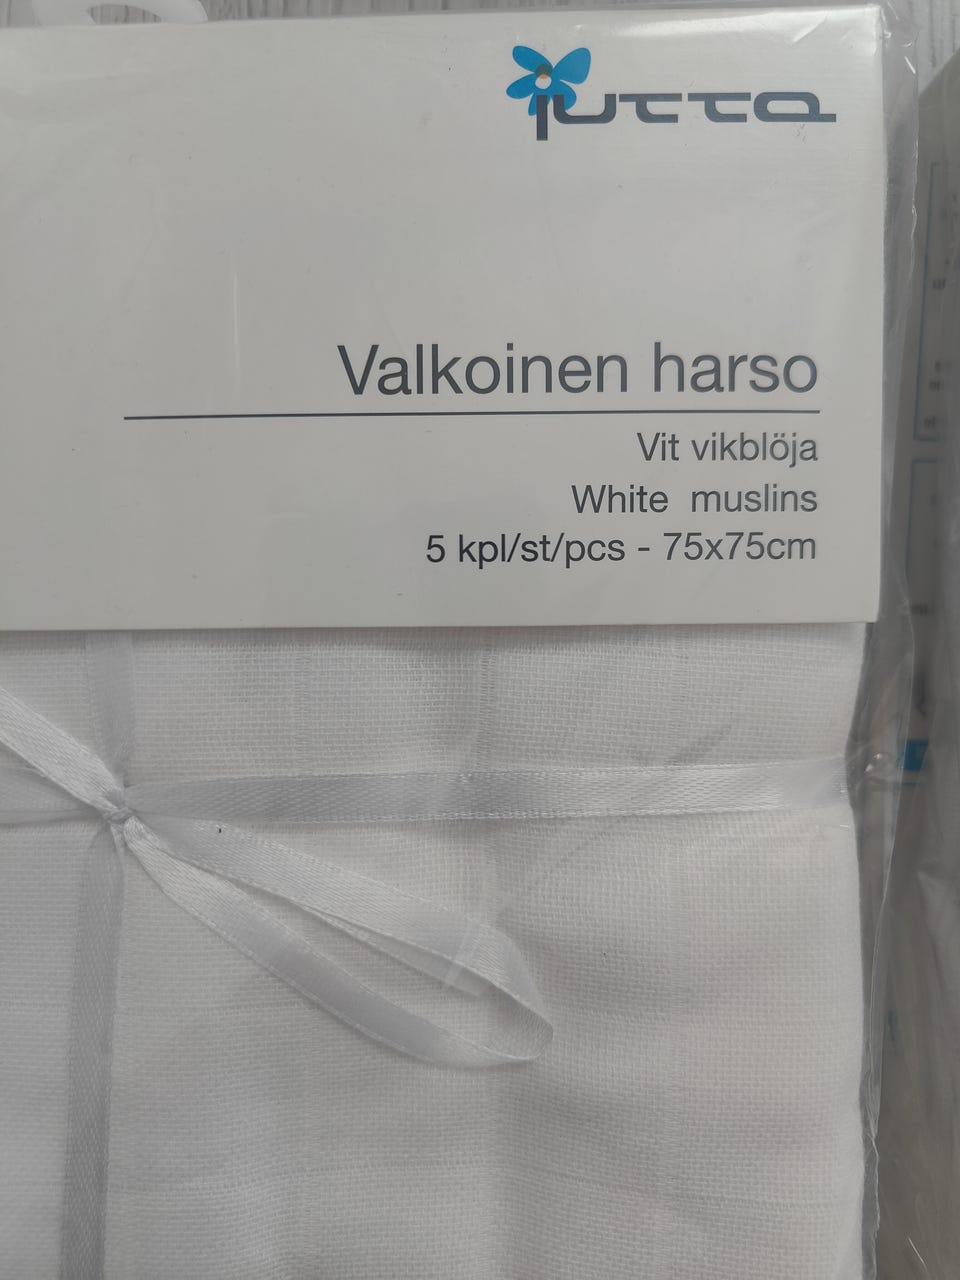 jutta
Valkoinen harso
Vit vikblöja
White muslins
5 kpl/st/pcs - 75x75cm